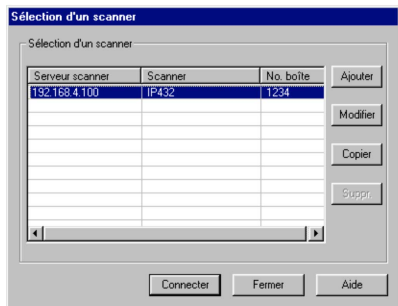 Sélection d'un scanner
Sélection d'un scanner
Serveur scanner Scanner No. boîte
192.168.4.100 IP432 1234
Ajouter
Modifier
Copier
Suppr.
Connecter Fermer Aide